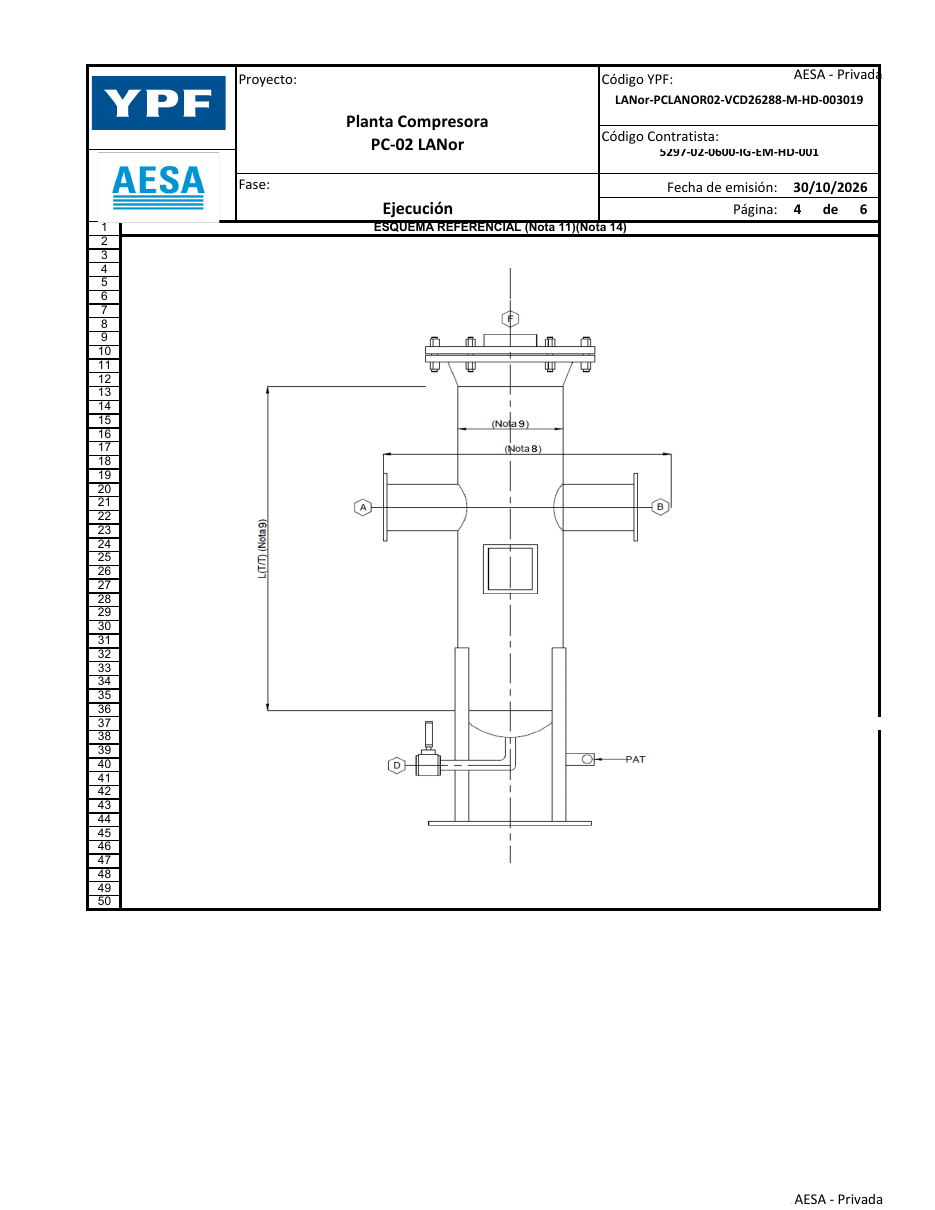 AESA - Privada
YPF
Proyecto:
Código YPF:
LANor-PCLANOR02-VCD26288-M-HD-003019
Planta Compresora
PC-02 LANor
Código Contratista:
5297-02-0600-IG-EM-HD-001
AESA
Fase:
Ejecución
Fecha de emisión: 30/10/2026
Página: 4 de 6
1 ESQUEMA REFERENCIAL (Nota 11)(Nota 14)
2
3
4
5
6
7
8
F
9
10
11
12
13
14
15
(Nota 9)
16
17
(Nota 8)
18
19
20
21
A
B
22
23
24
25
L(T/T) (Nota9)
26
27
28
29
30
31
32
33
34
35
36
37
38
39
PAT
40
D
41
42
43
44
45
46
47
48
49
50
AESA - Privada